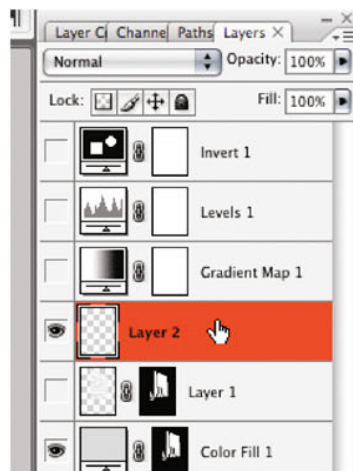 Layer C Channe Paths Layers ×
Normal Opacity: 100%
Lock: Fill: 100%
Invert 1
Levels 1
Gradient Map 1
Layer 2
Layer 1
Color Fill 1